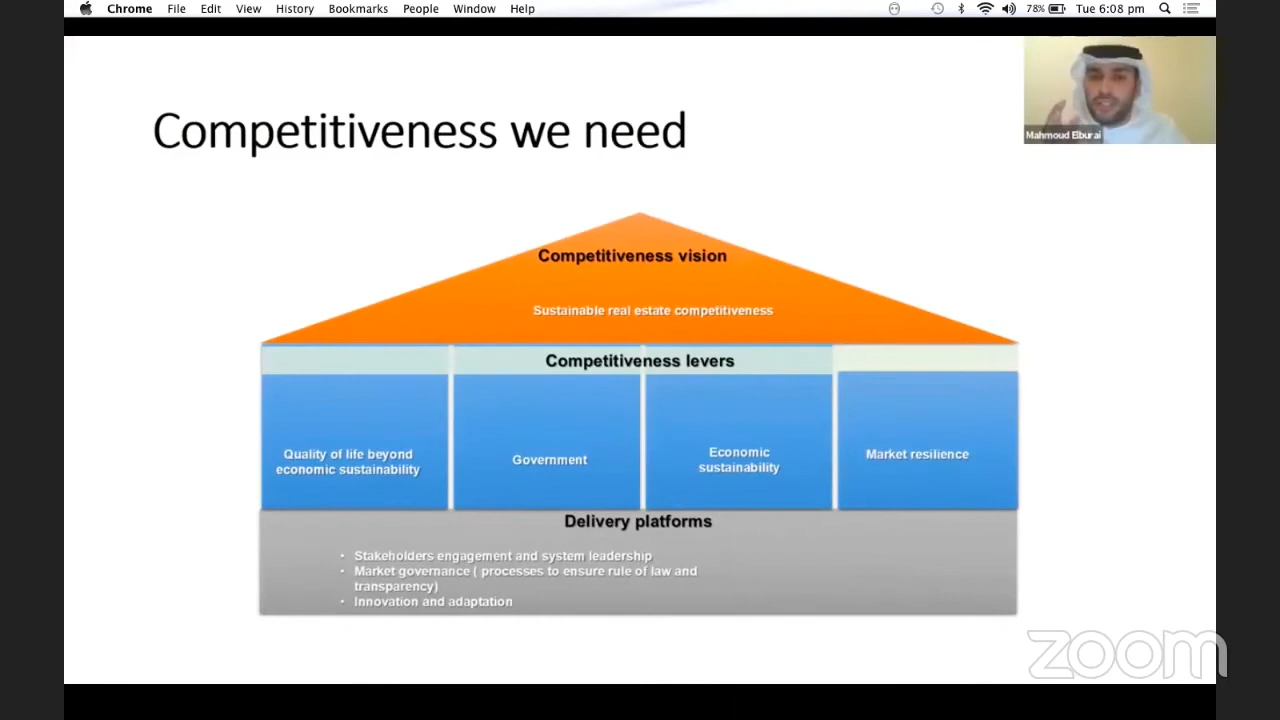 Chrome File Edit View History Bookmarks People Window Help 78% Tue 6:08 pm
Mahmoud Elburai
Competitiveness we need
Competitiveness vision
Sustainable real estate competitiveness
Competitiveness levers
Quality of life beyond
economic sustainability
Government
Economic
sustainability
Market resilience
Delivery platforms
• Stakeholders engagement and system leadership
• Market governance ( processes to ensure rule of law and
transparency)
• Innovation and adaptation
zoom